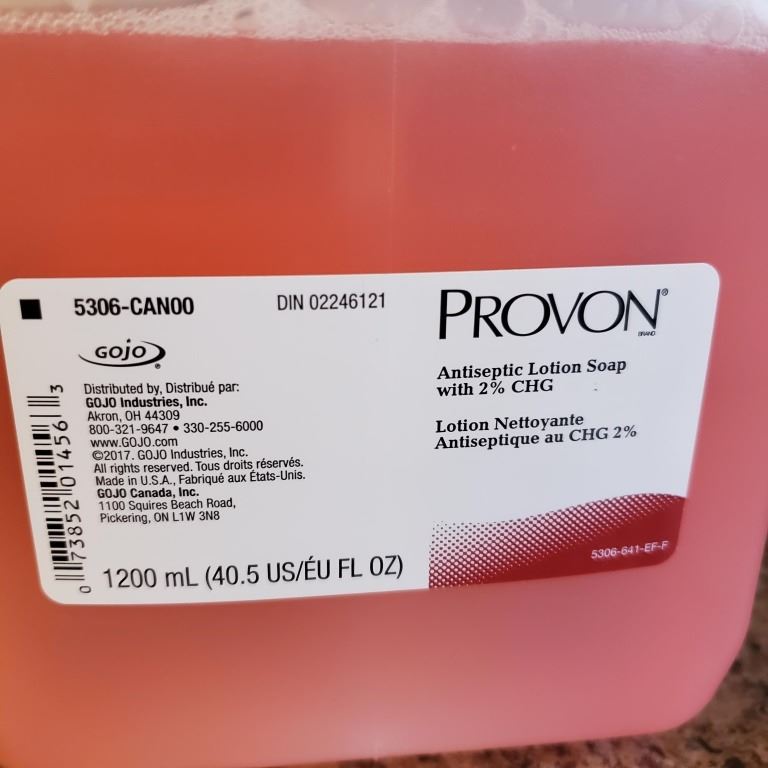 5306-CAN00
DIN 02246121
GOJO®
Distributed by, Distribué par:
GOJO Industries, Inc.
Akron, OH 44309
800-321-9647 • 330-255-6000
www.GOJO.com
©2017. GOJO Industries, Inc.
All rights reserved. Tous droits réservés.
Made in U.S.A., Fabriqué aux États-Unis.
GOJO Canada, Inc.
1100 Squires Beach Road,
Pickering, ON L1W 3N8
0 73852 01456 3
1200 mL (40.5 US/ÉU FL OZ)
PROVON®
BRAND
Antiseptic Lotion Soap
with 2% CHG
Lotion Nettoyante
Antiseptique au CHG 2%
5306-641-EF-F